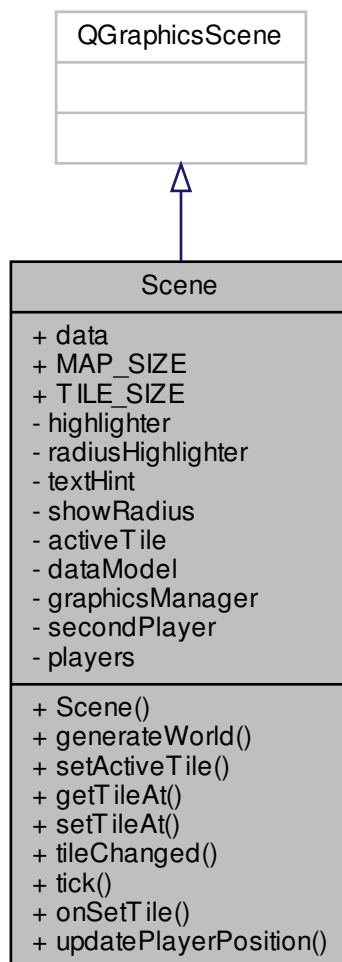 QGraphicsScene
Scene
+ data
+ MAP_SIZE
+ TILE_SIZE
- highlighter
- radiusHighlighter
- textHint
- showRadius
- activeTile
- dataModel
- graphicsManager
- secondPlayer
- players
+ Scene()
+ generateWorld()
+ setActiveTile()
+ getTileAt()
+ setTileAt()
+ tileChanged()
+ tick()
+ onSetTile()
+ updatePlayerPosition()